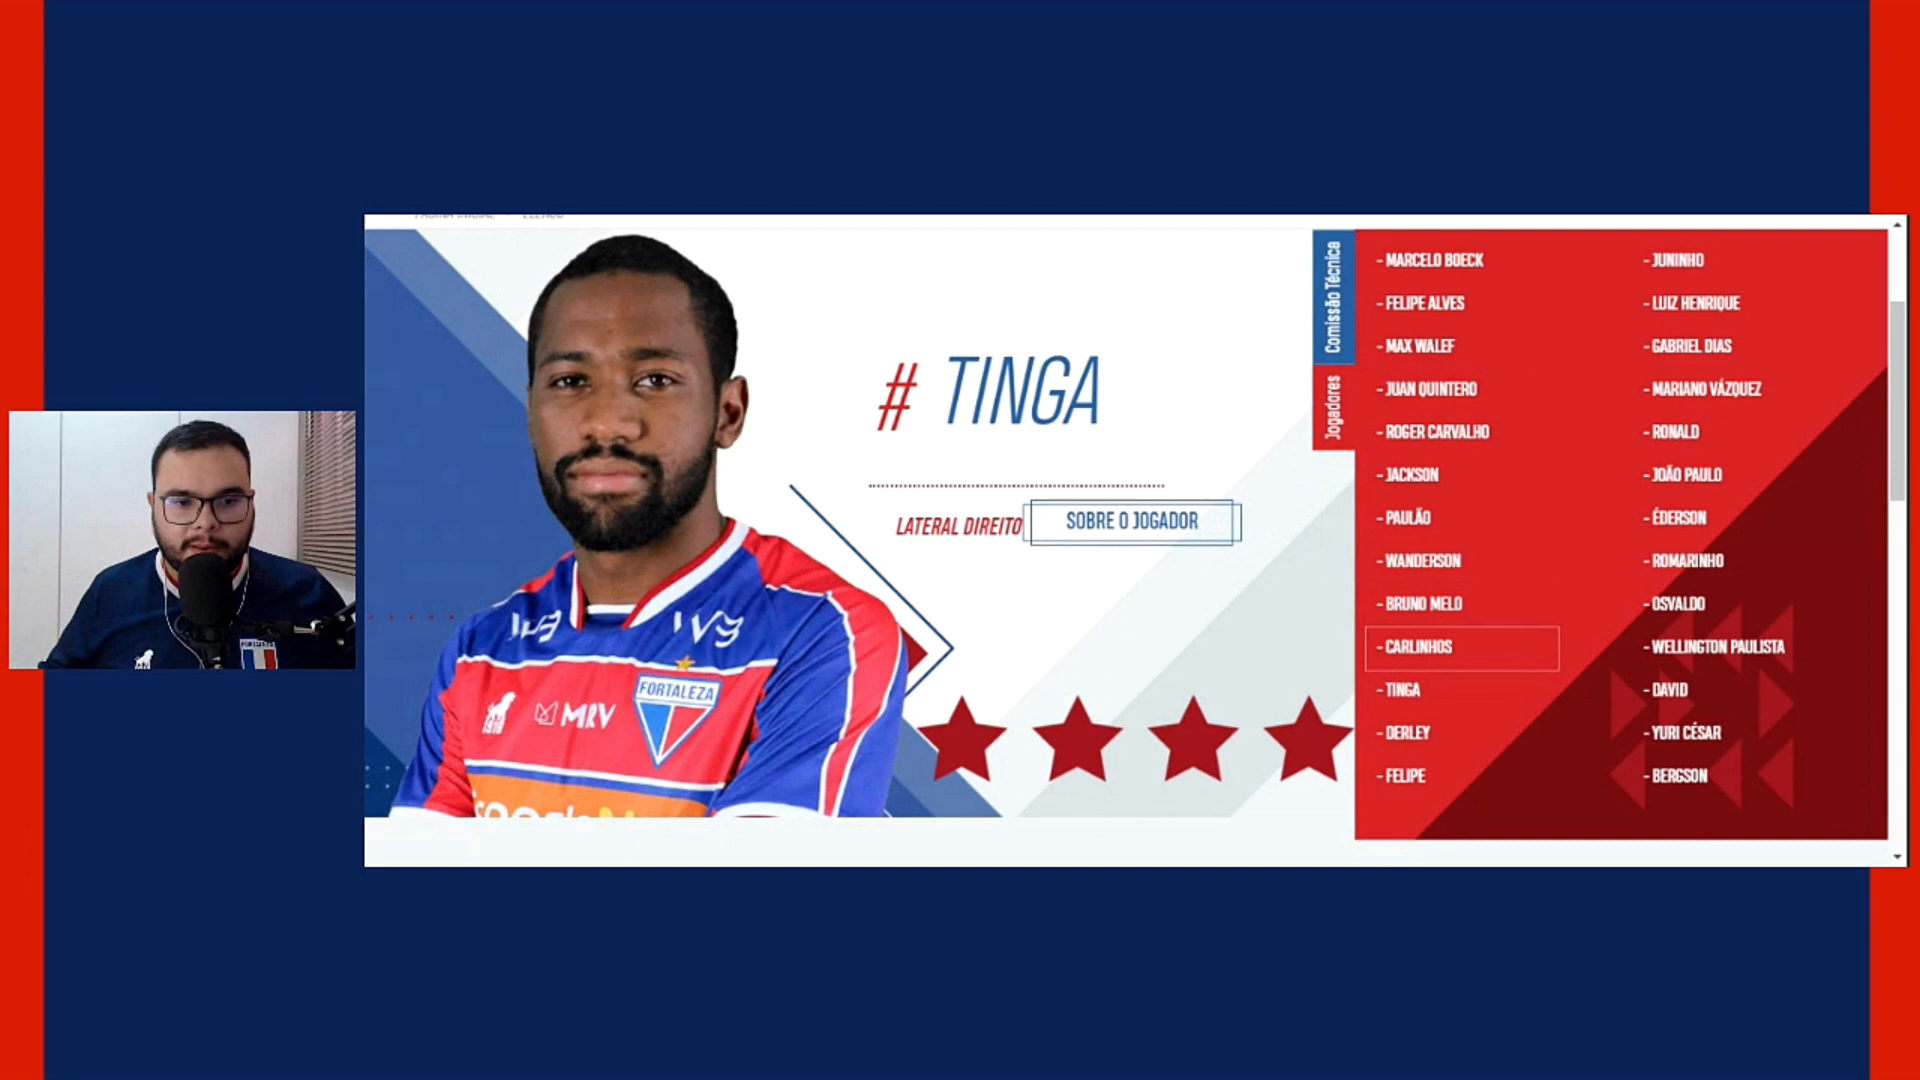 # TINGA
LATERAL DIREITO
SOBRE O JOGADOR
FORTALEZA
MRV
FORTALEZA
Comissão Técnica
Jogadores
- MARCELO BOECK
- FELIPE ALVES
- MAX WALEF
- JUAN QUINTERO
- ROGER CARVALHO
- JACKSON
- PAULÃO
- WANDERSON
- BRUNO MELO
- CARLINHOS
- TINGA
- DERLEY
- FELIPE
- JUNINHO
- LUIZ HENRIQUE
- GABRIEL DIAS
- MARIANO VÁZQUEZ
- RONALD
- JOÃO PAULO
- ÉDERSON
- ROMARINHO
- OSVALDO
- WELLINGTON PAULISTA
- DAVID
- YURI CÉSAR
- BERGSON